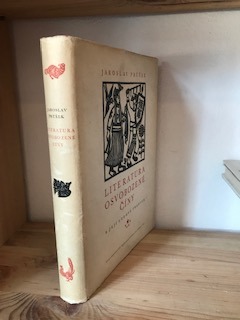 JAROSLAV PRŮŠEK
LITERATURA
OSVOBOZENÉ
ČÍNY
JAROSLAV
PRŮŠEK
LITERATURA
OSVOBOZENÉ
ČÍNY